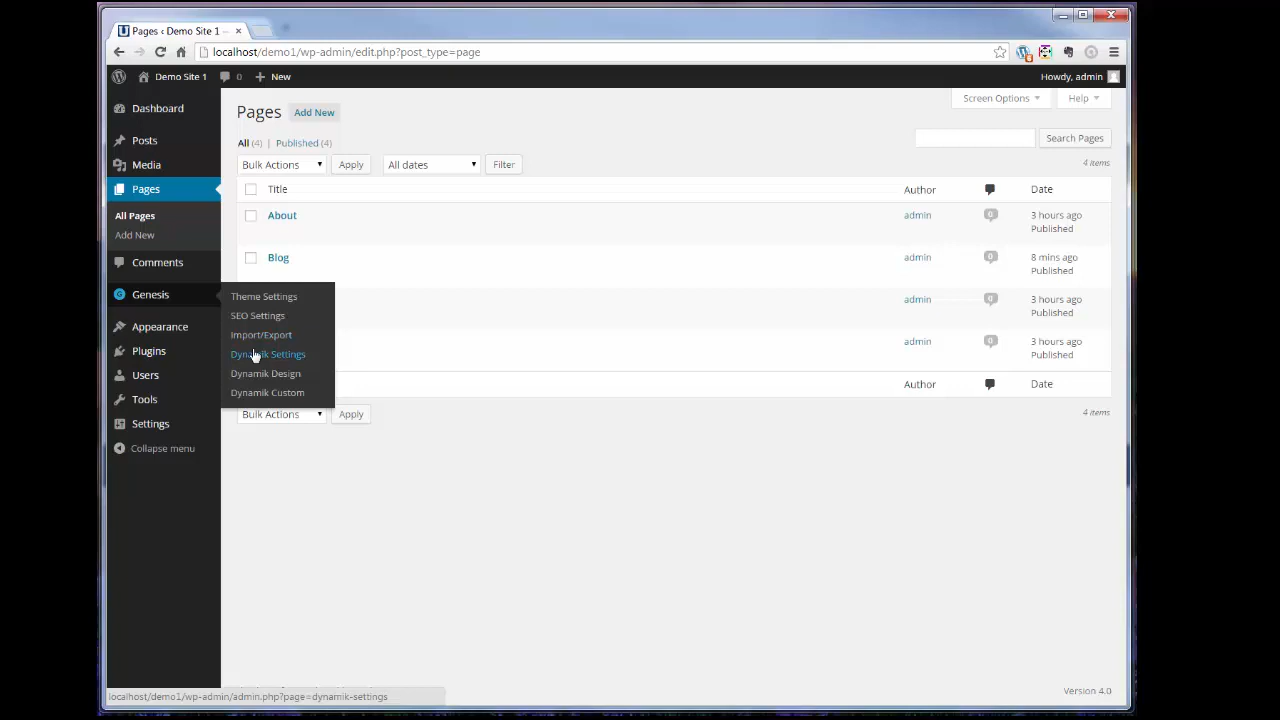 Pages ‹ Demo Site 1 —
localhost/demo1/wp-admin/edit.php?post_type=page
Demo Site 1 0 New Howdy, admin
Dashboard
Posts
Media
Pages
All Pages
Add New
Comments
Genesis
Appearance
Plugins
Users
Tools
Settings
Collapse menu
Theme Settings
SEO Settings
Import/Export
Dynamik Settings
Dynamik Design
Dynamik Custom
Screen Options Help
Pages Add New
All (4) | Published (4)
Search Pages
Bulk Actions Apply All dates Filter
4 items
Title Author Date
About admin 0 3 hours ago
Published
Blog admin 0 8 mins ago
Published
admin 0 3 hours ago
Published
admin 0 3 hours ago
Published
Author Date
Bulk Actions Apply
4 items
Version 4.0
localhost/demo1/wp-admin/admin.php?page=dynamik-settings